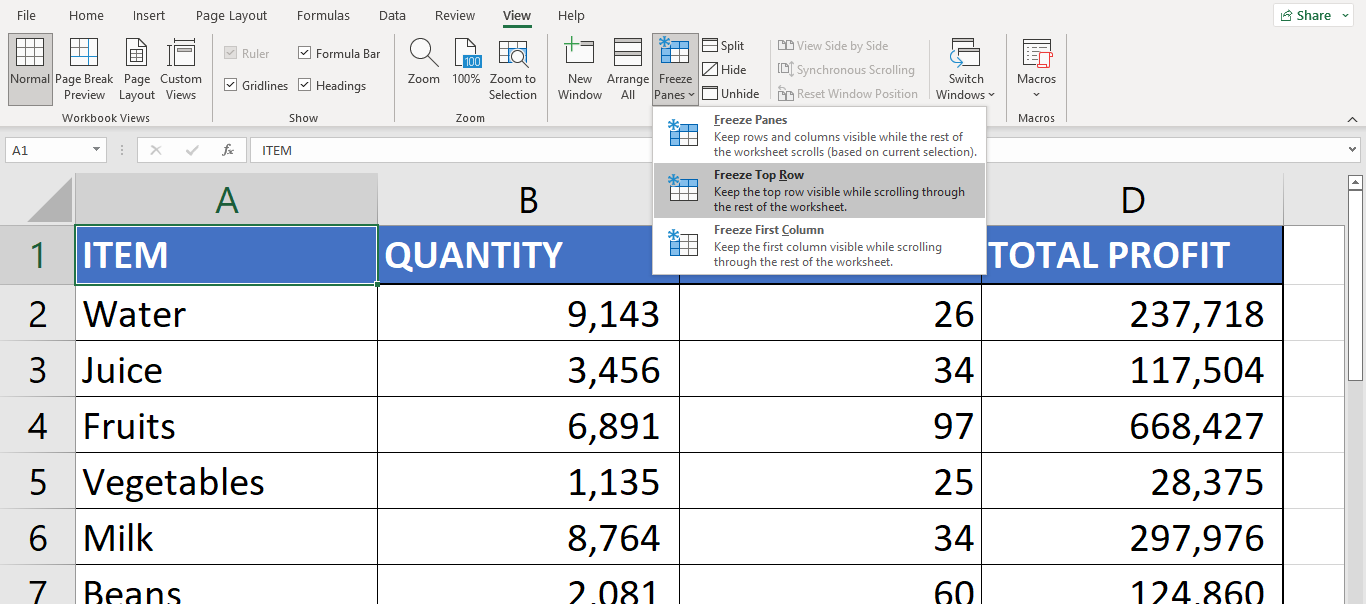 File Home Insert Page Layout Formulas Data Review View Help Share
Normal Page Break Preview Page Layout Custom Views
Workbook Views
Ruler Formula Bar
Gridlines Headings
Show
Zoom 100% Zoom to Selection
100
Zoom
New Window Arrange All Freeze Panes
Split
Hide
Unhide
View Side by Side
Synchronous Scrolling
Reset Window Position
Switch Windows
Macros
Macros
Freeze Panes
Keep rows and columns visible while the rest of
the worksheet scrolls (based on current selection).
Freeze Top Row
Keep the top row visible while scrolling through
the rest of the worksheet.
Freeze First Column
Keep the first column visible while scrolling
through the rest of the worksheet.
A1 fx ITEM
A B D
1 ITEM QUANTITY TOTAL PROFIT
2 Water 9,143 26 237,718
3 Juice 3,456 34 117,504
4 Fruits 6,891 97 668,427
5 Vegetables 1,135 25 28,375
6 Milk 8,764 34 297,976
7 Beans 2,081 60 124,860